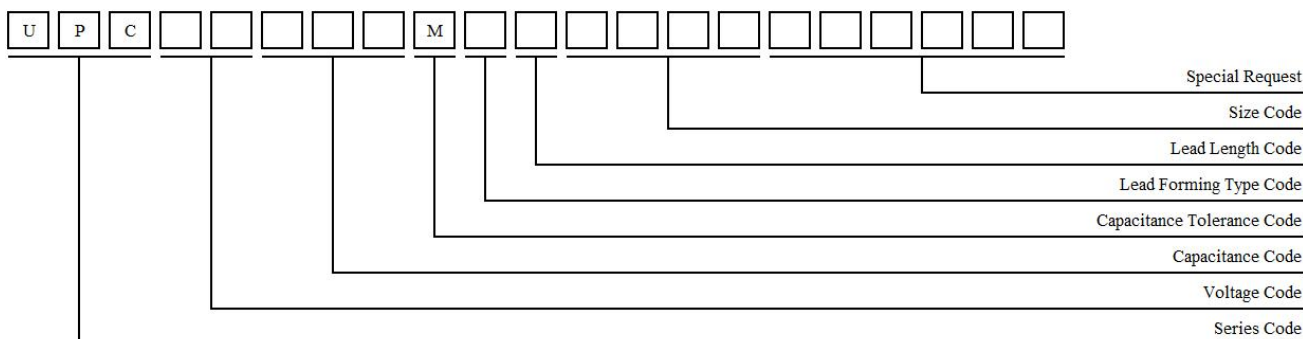 U P C M
Special Request
Size Code
Lead Length Code
Lead Forming Type Code
Capacitance Tolerance Code
Capacitance Code
Voltage Code
Series Code